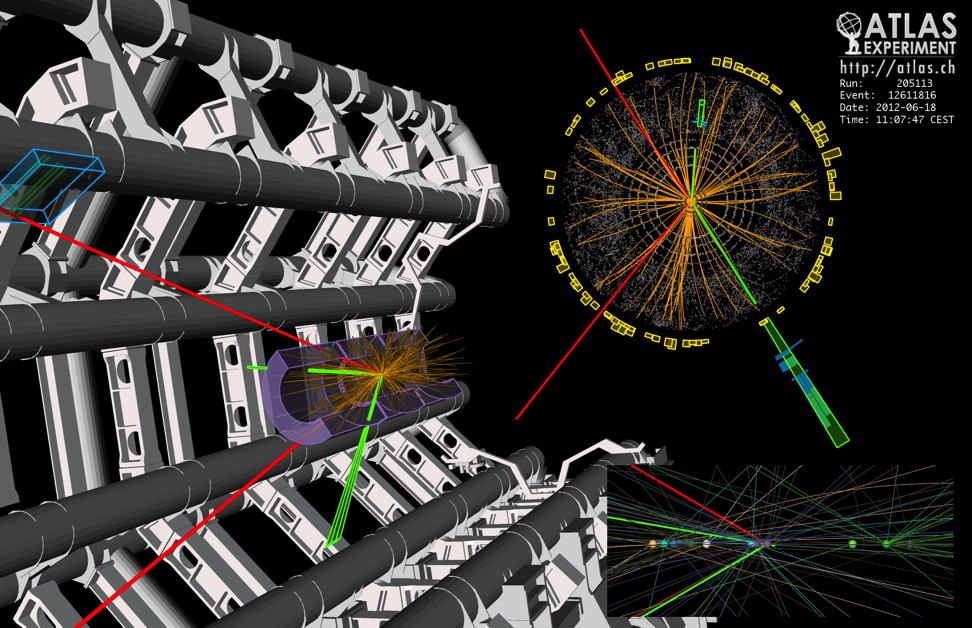 ATLAS
EXPERIMENT
http://atlas.ch
Run: 205113
Event: 12611816
Date: 2012-06-18
Time: 11:07:47 CEST